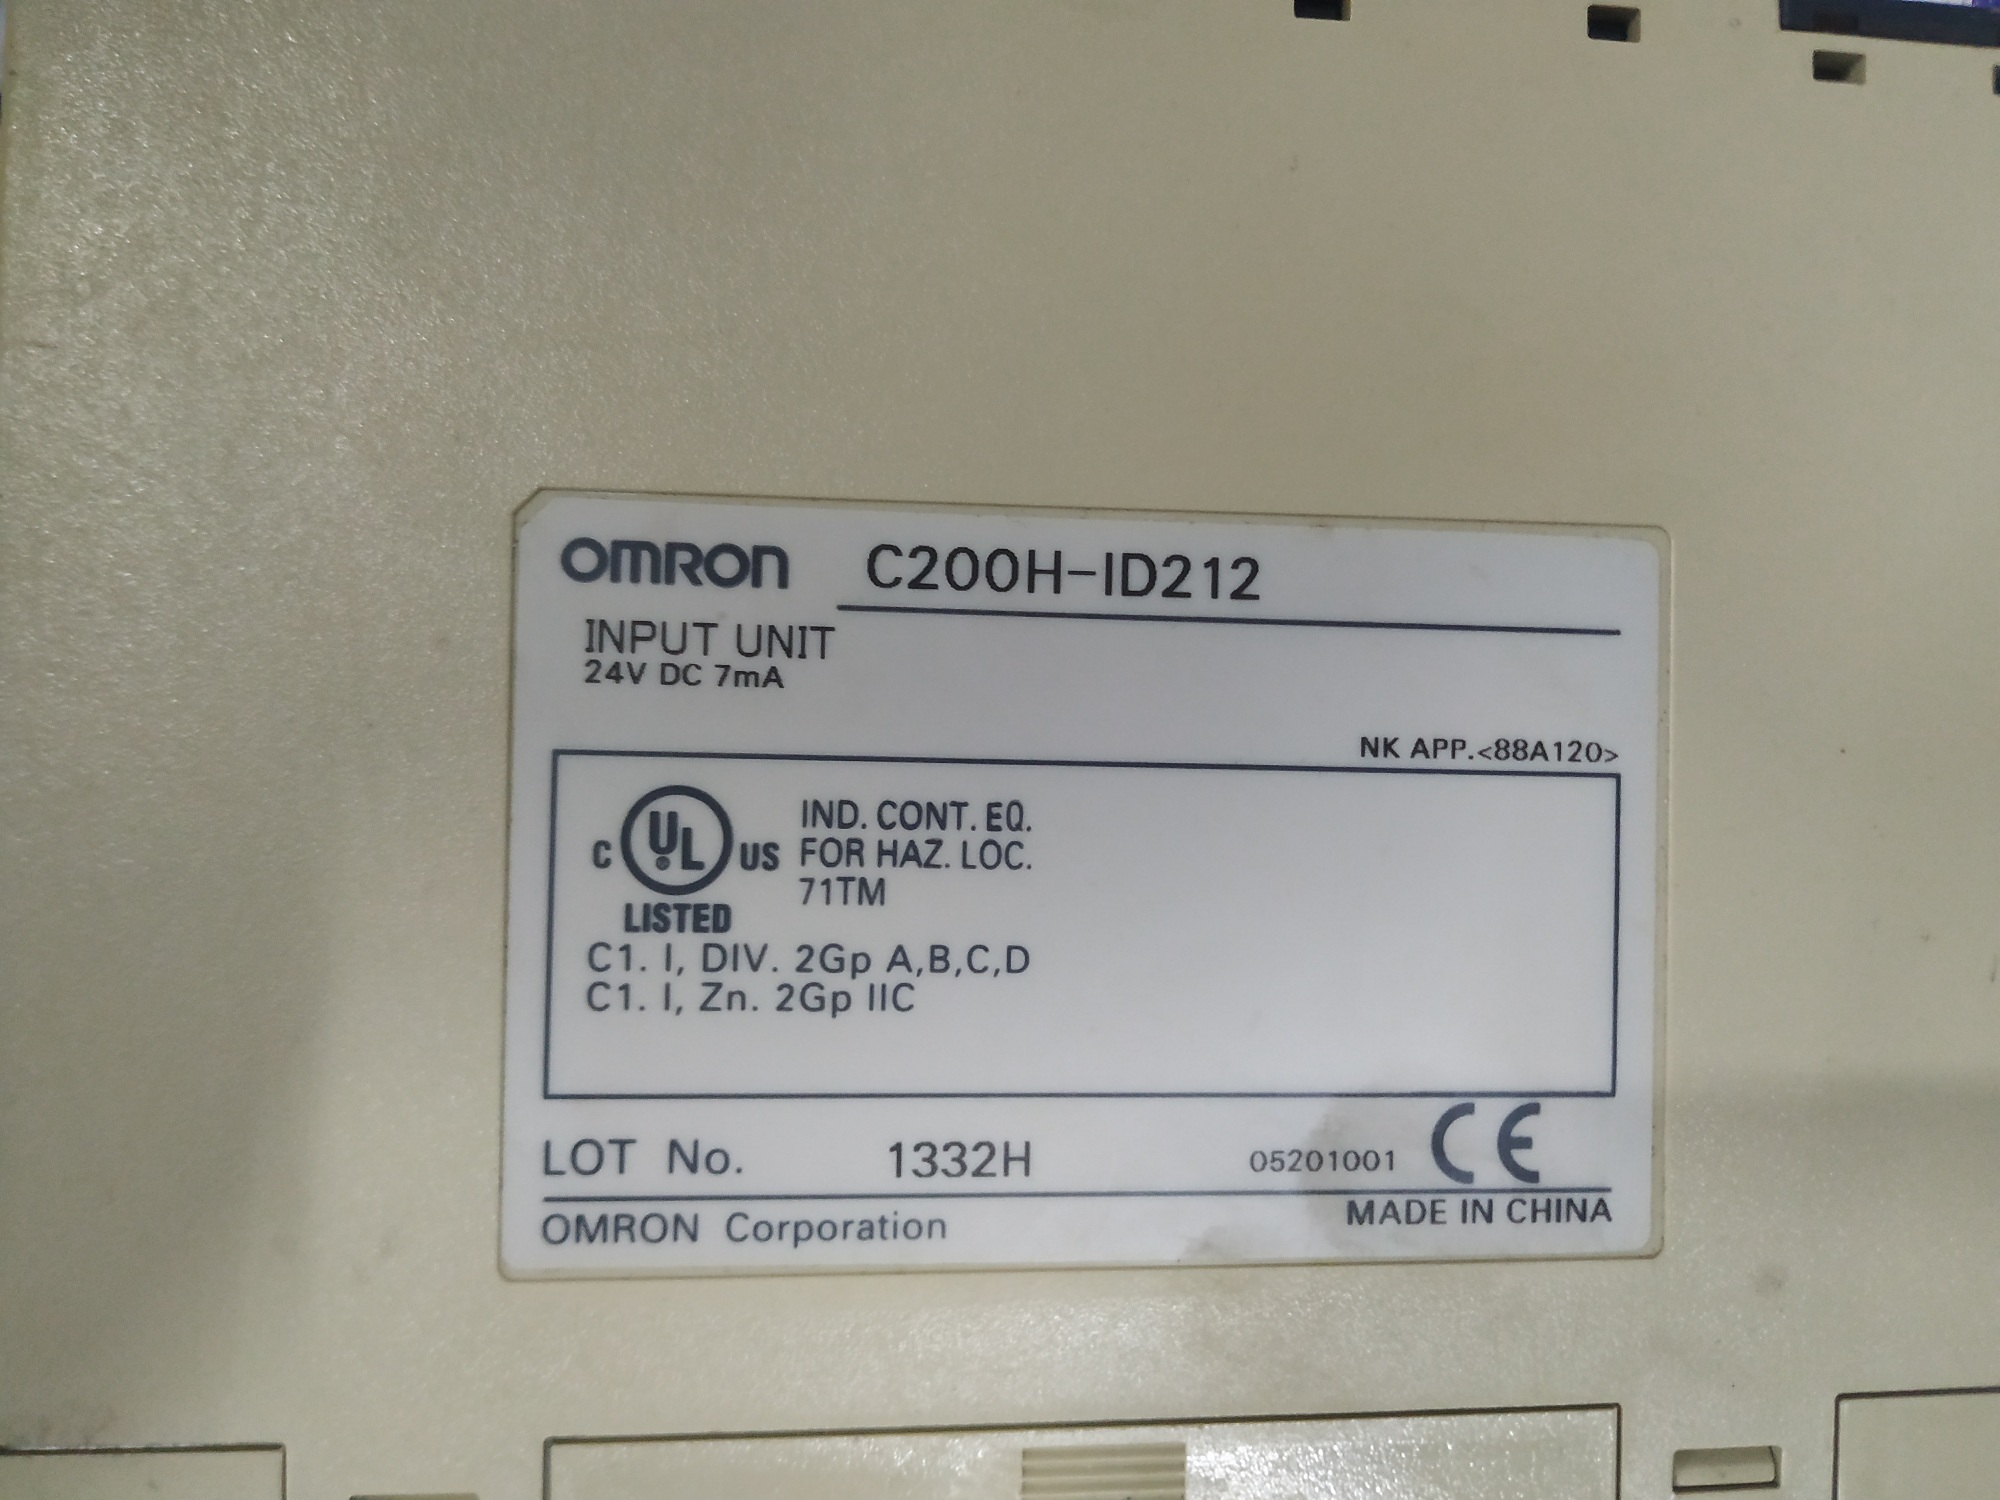 OMRON C200H-ID212
INPUT UNIT
24V DC 7mA
NK APP.<88A120>
C UL US IND. CONT. EQ.
FOR HAZ. LOC.
71TM
LISTED
C1. I, DIV. 2Gp A,B,C,D
C1. I, Zn. 2Gp IIC
LOT No. 1332H 05201001 CE
OMRON Corporation MADE IN CHINA